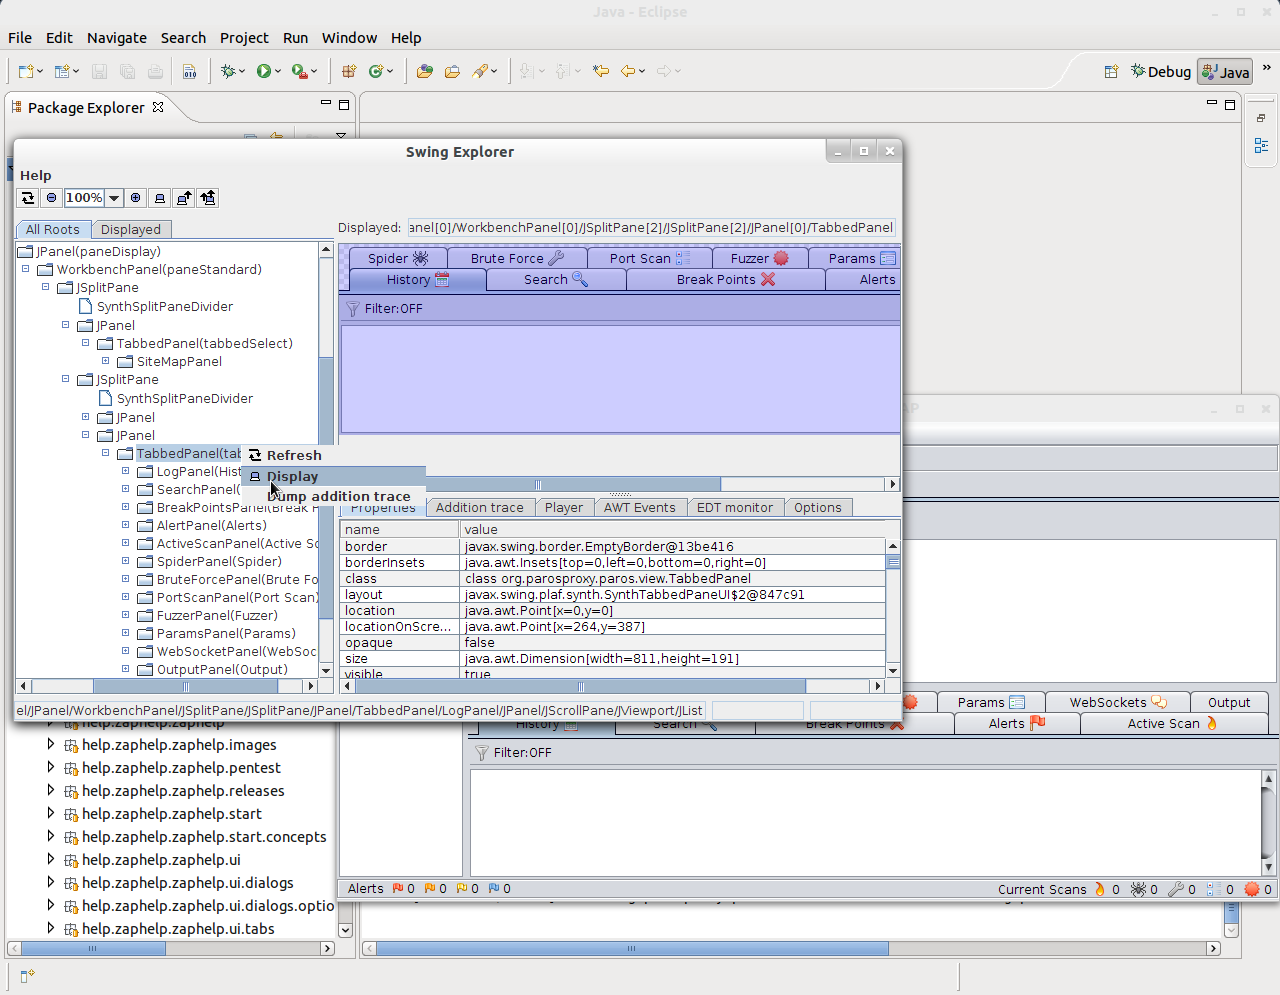 Java - Eclipse
File Edit Navigate Search Project Run Window Help
Debug Java
Package Explorer
Swing Explorer
Help
100%
All Roots Displayed
Displayed: anel[0]/WorkbenchPanel[0]/JSplitPane[2]/JSplitPane[2]/JPanel[0]/TabbedPanel
JPanel(paneDisplay)
WorkbenchPanel(paneStandard)
JSplitPane
SynthSplitPaneDivider
JPanel
TabbedPanel(tabbedSelect)
SiteMapPanel
JSplitPane
SynthSplitPaneDivider
JPanel
JPanel
TabbedPanel(tab
LogPanel(Hist
SearchPanel(
BreakPointsPanel(Break P
AlertPanel(Alerts)
ActiveScanPanel(Active Sc
SpiderPanel(Spider)
BruteForcePanel(Brute Fo
PortScanPanel(Port Scan)
FuzzerPanel(Fuzzer)
ParamsPanel(Params)
WebSocketPanel(WebSoc
OutputPanel(Output)
Refresh
Display
Dump addition trace
Spider Brute Force Port Scan Fuzzer Params
History Search Break Points Alerts
Filter:OFF
Properties Addition trace Player AWT Events EDT monitor Options
name value
border javax.swing.border.EmptyBorder@13be416
borderInsets java.awt.Insets[top=0,left=0,bottom=0,right=0]
class class org.parosproxy.paros.view.TabbedPanel
layout javax.swing.plaf.synth.SynthTabbedPaneUI$2@847c91
location java.awt.Point[x=0,y=0]
locationOnScre... java.awt.Point[x=264,y=387]
opaque false
size java.awt.Dimension[width=811,height=191]
visible true
el/JPanel/WorkbenchPanel/JSplitPane/JSplitPane/JPanel/TabbedPanel/LogPanel/JPanel/JScrollPane/JViewport/JList
help.zaphelp.zaphelp
help.zaphelp.zaphelp.images
help.zaphelp.zaphelp.pentest
help.zaphelp.zaphelp.releases
help.zaphelp.zaphelp.start
help.zaphelp.zaphelp.start.concepts
help.zaphelp.zaphelp.ui
help.zaphelp.zaphelp.ui.dialogs
help.zaphelp.zaphelp.ui.dialogs.optio
help.zaphelp.zaphelp.ui.tabs
AP
Params WebSockets Output
History Search Break Points Alerts Active Scan
Filter:OFF
Alerts 0 0 0 0 Current Scans 0 0 0 0 0